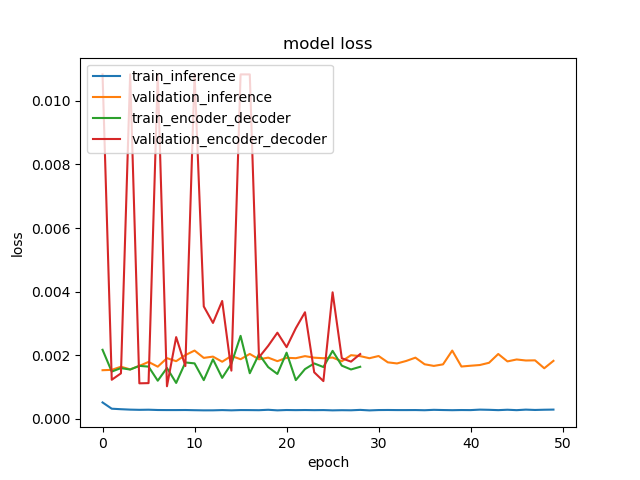 model loss
train_inference
validation_inference
train_encoder_decoder
validation_encoder_decoder
0.010
0.008
0.006
0.004
0.002
0.000
loss
0 10 20 30 40 50
epoch